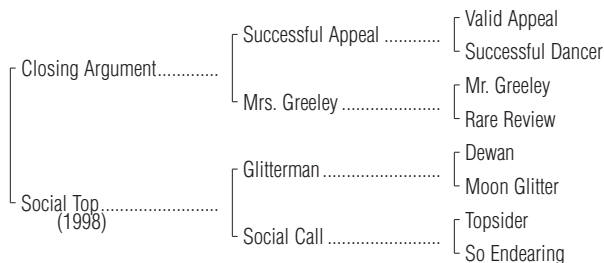 Valid Appeal
Successful Appeal ............
Successful Dancer
Closing Argument.............
Mr. Greeley
Mrs. Greeley .....................
Rare Review
Dewan
Glitterman .........................
Moon Glitter
Social Top.........................
(1998)
Topsider
Social Call ........................
So Endearing